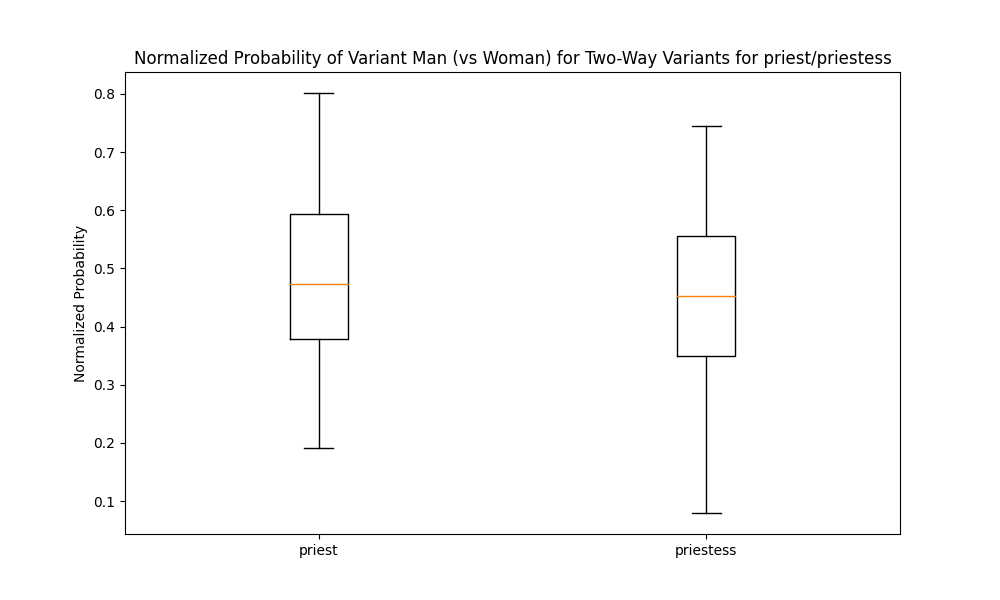 Normalized Probability of Variant Man (vs Woman) for Two-Way Variants for priest/priestess
Normalized Probability
0.8
0.7
0.6
0.5
0.4
0.3
0.2
0.1
priest
priestess